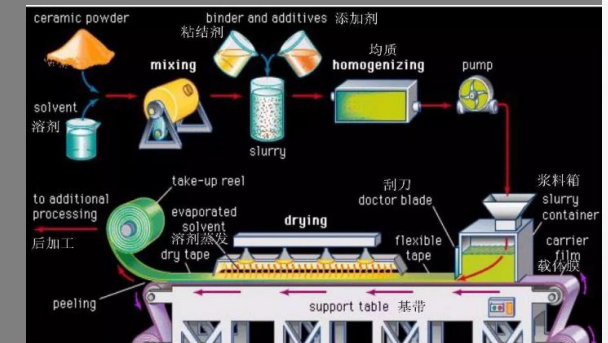 ceramic powder
binder and additives 添加剂
粘结剂
mixing
均质
homogenizing
pump
solvent
溶剂
slurry
take-up reel
to additional
processing
后加工
evaporated
solvent
溶剂蒸发
dry tape
drying
刮刀
doctor blade
flexible
tape
浆料箱
slurry
container
carrier
film
载体膜
peeling
support table 基带